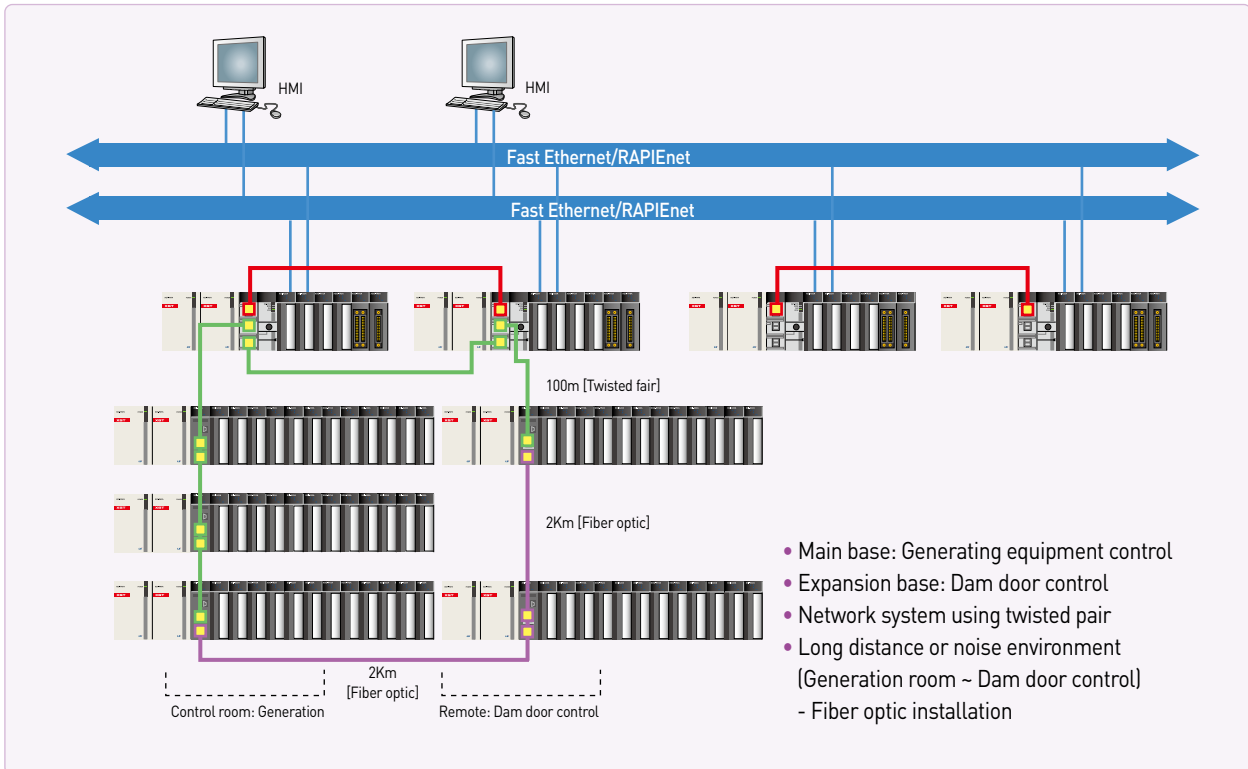 HMI
HMI
Fast Ethernet/RAPIEnet
Fast Ethernet/RAPIEnet
100m [Twisted fair]
2Km [Fiber optic]
• Main base: Generating equipment control
• Expansion base: Dam door control
• Network system using twisted pair
• Long distance or noise environment
(Generation room ~ Dam door control)
- Fiber optic installation
2Km
[Fiber optic]
Control room: Generation
Remote: Dam door control